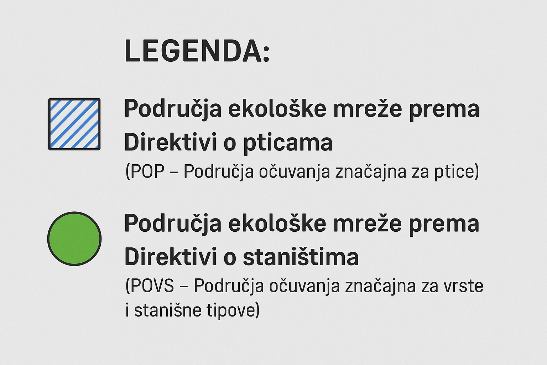 LEGENDA:
Područja ekološke mreže prema
Direktivi o pticama
(POP – Područja očuvanja značajna za ptice)
Područja ekološke mreže prema
Direktivi o staništima
(POVS – Područja očuvanja značajna za vrste
i stanišne tipove)